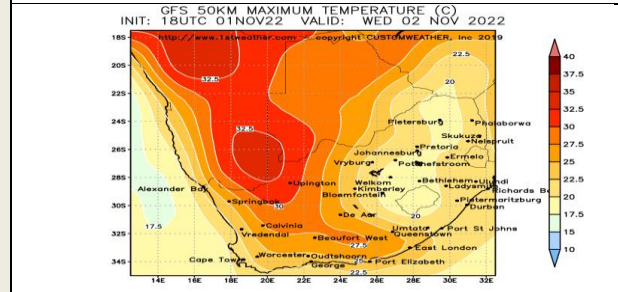 GFS 50KM MAXIMUM TEMPERATURE (C)
INIT: 18UTC 01NOV22 VALID: WED 02 NOV 2022
http://www.1stweather.com -- copyright CUSTOMWEATHER, Inc 2019
18S
20S
22S
24S
26S
28S
30S
32S
34S
14E 16E 18E 20E 22E 24E 26E 28E 30E 32E
22.5
32.5
20
Pietersburg
Phalaborwa
Skukuza
Nelspruit
32.5
Pretoria
Johannesburg
Ermelo
Vryburg
Potchefstroom
Alexander Bay
Upington
Welkom
Bethlehem
Ulundi
Kimberley
Ladysmith
Richards B
Springbok
30
Bloemfontein
Pietermaritzburg
20
Durban
De Aar
17.5
Calvinia
Vredendal
Umtata
Port St Johns
Beaufort West
Queenstown
27.5
East London
Cape Town
Worcester
Oudtshoorn
25
Port Elizabeth
George
22.5
40
37.5
35
32.5
30
27.5
25
22.5
20
17.5
15
10